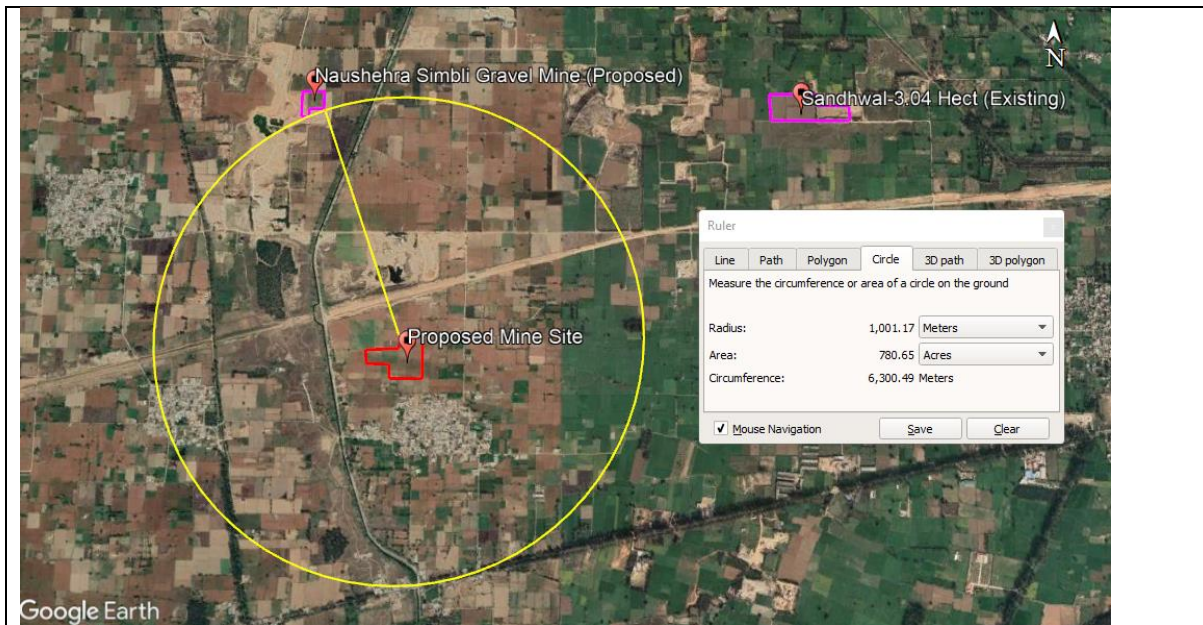 N
Naushehra Simbli Gravel Mine (Proposed)
Sandhwal-3.04 Hect (Existing)
Proposed Mine Site
Ruler
Line Path Polygon Circle 3D path 3D polygon
Measure the circumference or area of a circle on the ground
Radius: 1,001.17 Meters
Area: 780.65 Acres
Circumference: 6,300.49 Meters
Mouse Navigation Save Clear
Google Earth